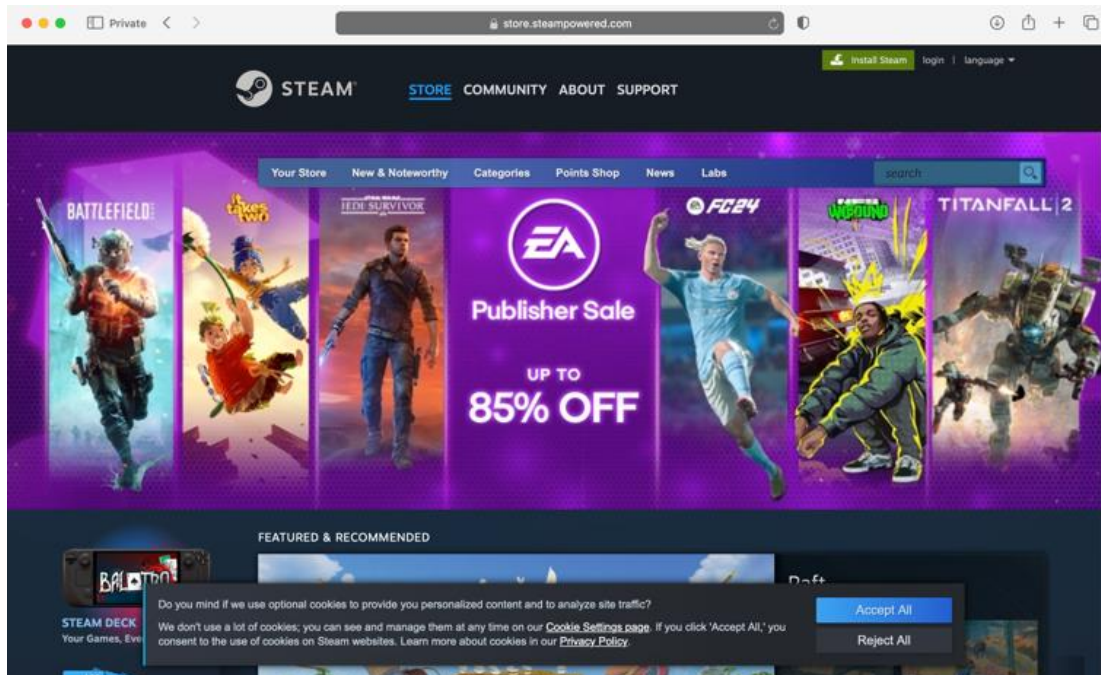 Private
store.steampowered.com
Install Steam login | language
STEAM®
STORE COMMUNITY ABOUT SUPPORT
Your Store New & Noteworthy Categories Points Shop News Labs
search
BATTLEFIELD
it takes two
STAR WARS
JEDI SURVIVOR
EA
Publisher Sale
UP TO
85% OFF
FC24
UNBOUND
TITANFALL 2
FEATURED & RECOMMENDED
BALATRO
Raft
STEAM DECK
Your Games, Eve
Do you mind if we use optional cookies to provide you personalized content and to analyze site traffic?
We don't use a lot of cookies; you can see and manage them at any time on our Cookie Settings page. If you click 'Accept All,' you
consent to the use of cookies on Steam websites. Learn more about cookies in our Privacy Policy.
Accept All
Reject All